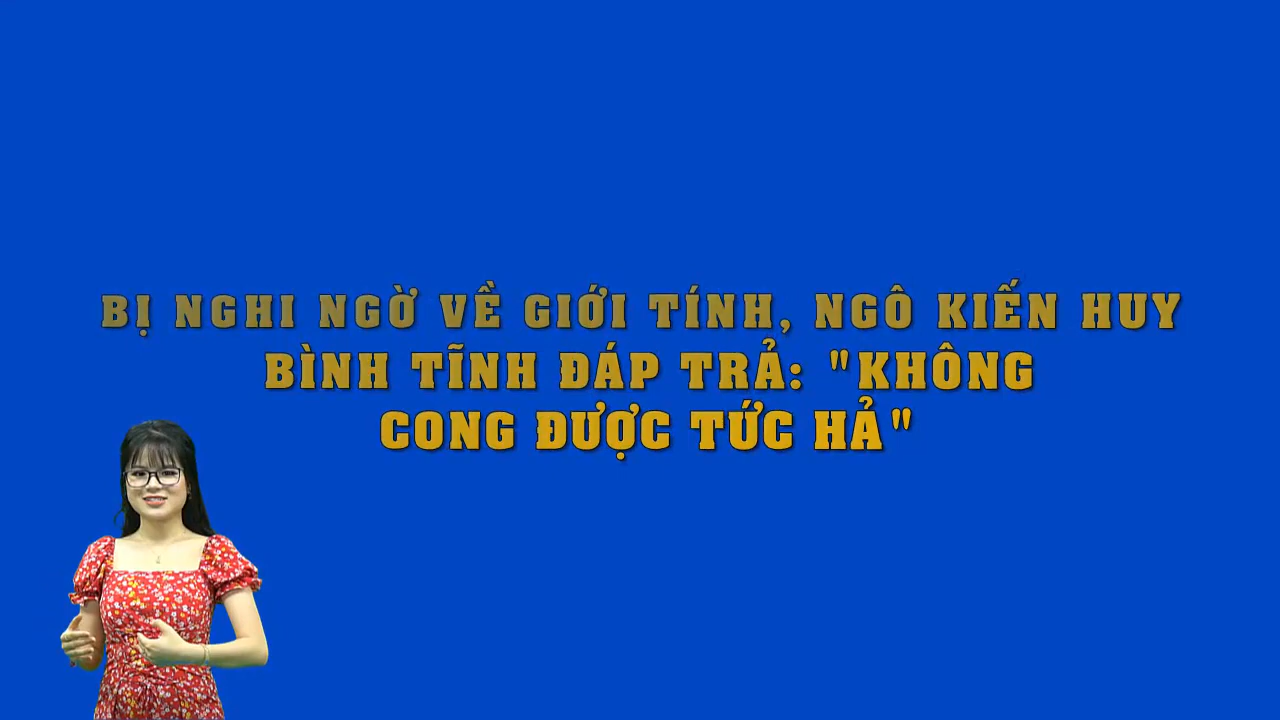 BỊ NGHI NGỜ VỀ GIỚI TÍNH, NGÔ KIẾN HUY
BÌNH TĨNH ĐÁP TRẢ: "KHÔNG
CONG ĐƯỢC TỨC HẢ"